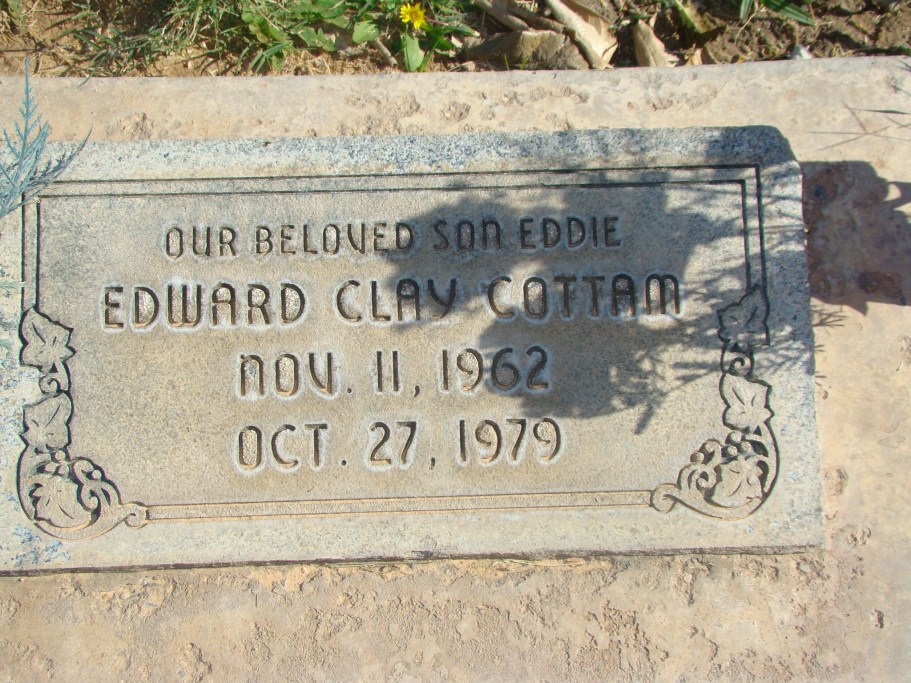 OUR BELOVED SON EDDIE
EDWARD CLAY COTTAM
NOV. 11, 1962
OCT. 27, 1979